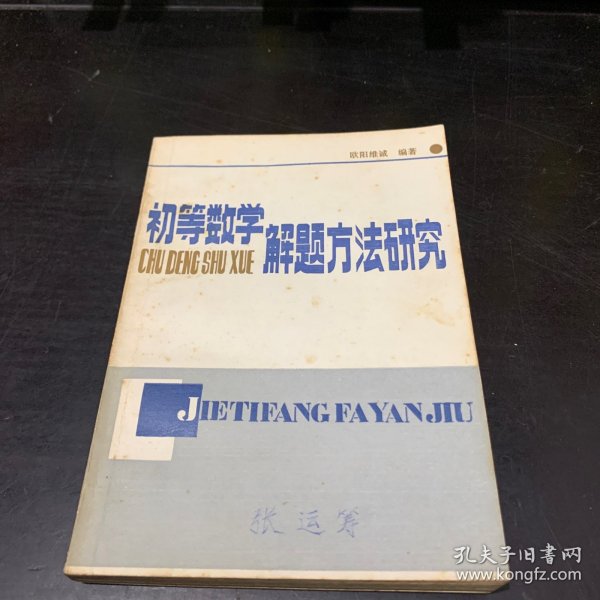 欧阳维诚 编著
初等数学
解题方法研究
CHU DENG SHU XUE
JIETIFANG FAYANJIU
张运筹
孔夫子旧书网
www.kongfz.com